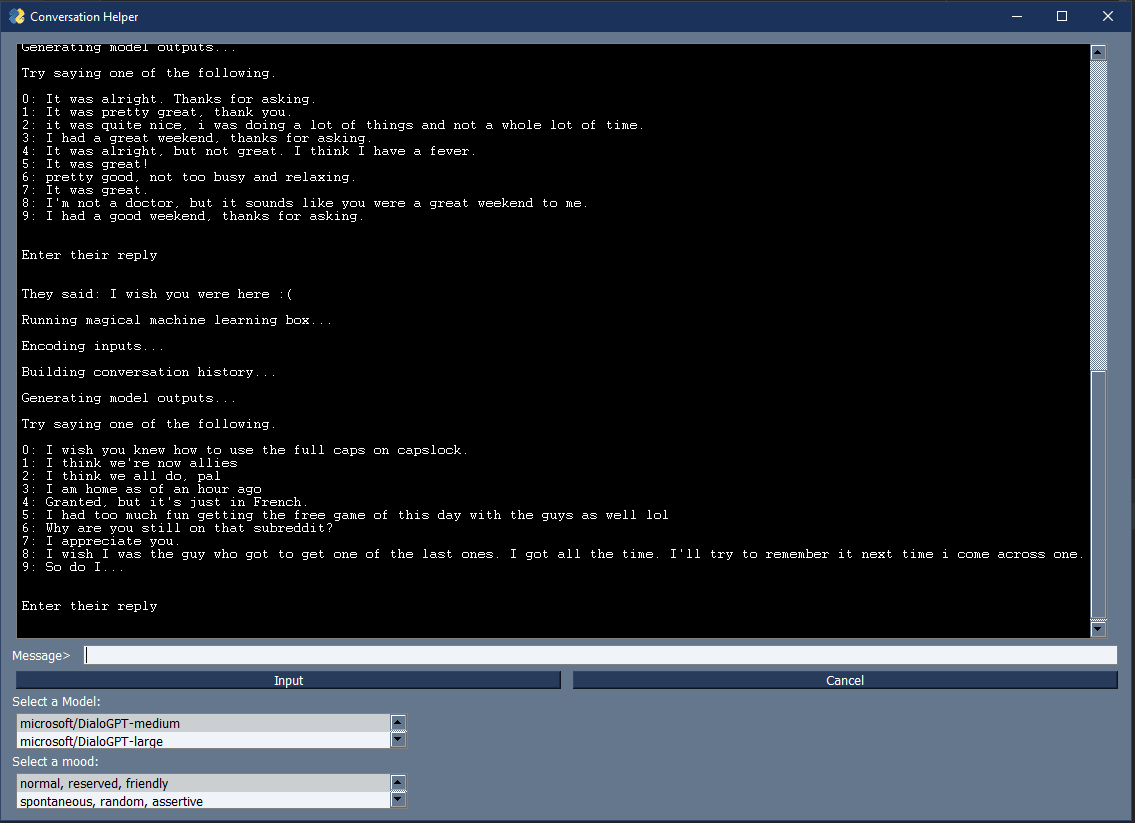 Conversation Helper
Generating model outputs...
Try saying one of the following.
0: It was alright. Thanks for asking.
1: It was pretty great, thank you.
2: it was quite nice, i was doing a lot of things and not a whole lot of time.
3: I had a great weekend, thanks for asking.
4: It was alright, but not great. I think I have a fever.
5: It was great!
6: pretty good, not too busy and relaxing.
7: It was great.
8: I'm not a doctor, but it sounds like you were a great weekend to me.
9: I had a good weekend, thanks for asking.
Enter their reply
They said: I wish you were here :(
Running magical machine learning box...
Encoding inputs...
Building conversation history...
Generating model outputs...
Try saying one of the following.
0: I wish you knew how to use the full caps on capslock.
1: I think we're now allies
2: I think we all do, pal
3: I am home as of an hour ago
4: Granted, but it's just in French.
5: I had too much fun getting the free game of this day with the guys as well lol
6: Why are you still on that subreddit?
7: I appreciate you.
8: I wish I was the guy who got to get one of the last ones. I got all the time. I'll try to remember it next time i come across one.
9: So do I...
Enter their reply
Message>
Input Cancel
Select a Model:
microsoft/DialoGPT-medium
microsoft/DialoGPT-large
Select a mood:
normal, reserved, friendly
spontaneous, random, assertive